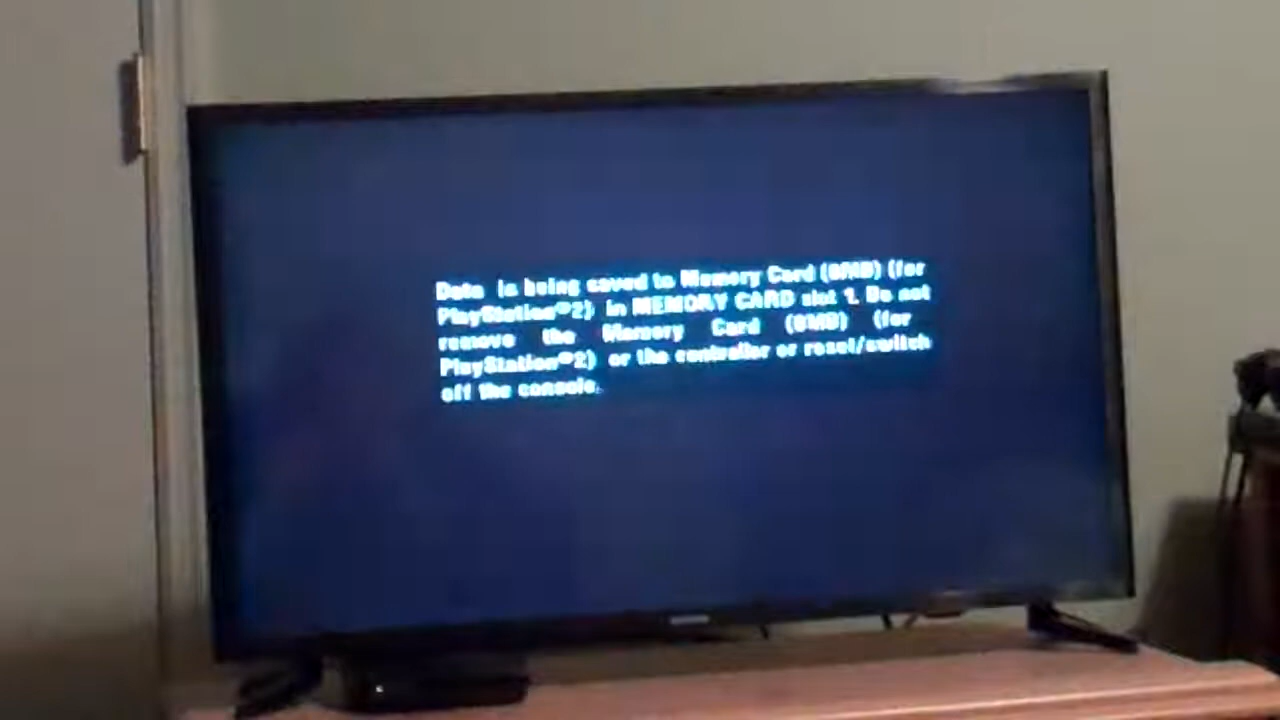 Data is being saved to Memory Card (8MB) (for
PlayStation®2) in MEMORY CARD slot 1. Do not
remove the Memory Card (8MB) (for
PlayStation®2) or the controller or reset/switch
off the console.